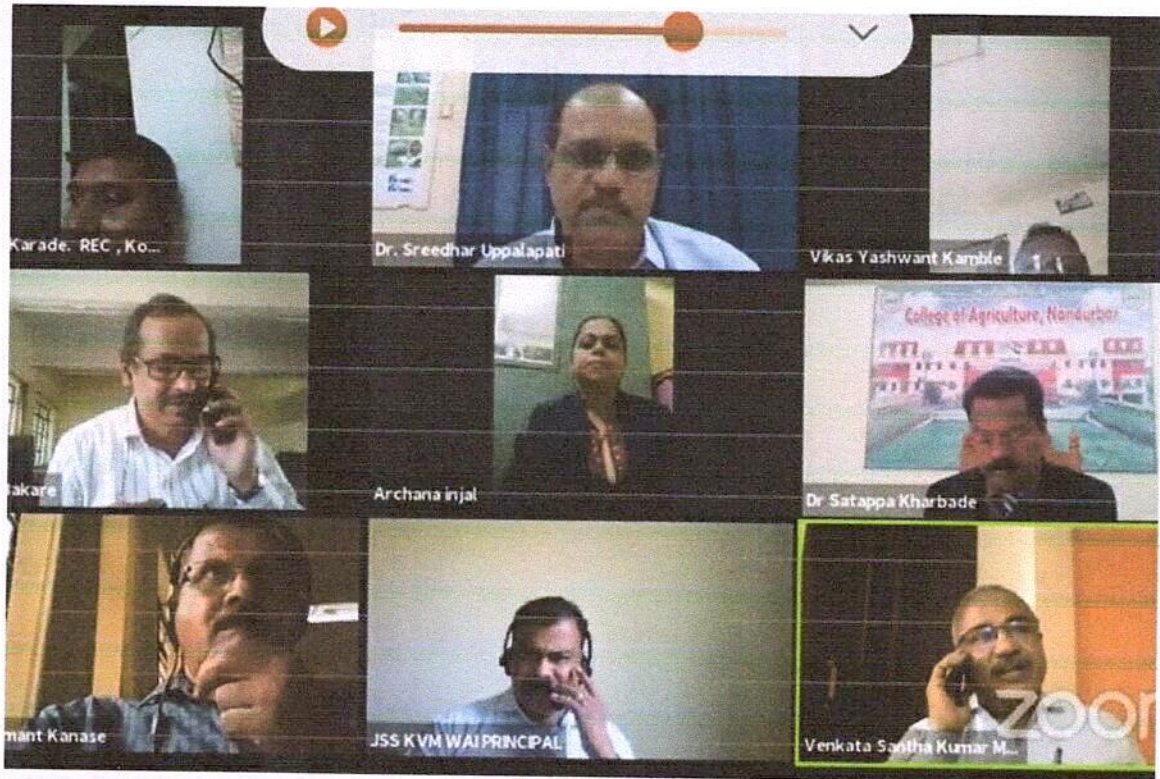 Karade. REC , Ko...
Dr. Sreedhar Uppalapati
Vikas Yashwant Kamble
akare
Archana injal
College of Agriculture, Nandurbar
Dr Satappa Kharbade
mant Kanase
JSS KVM WAI PRINCIPAL
Venkata Santha Kumar M...
zoom